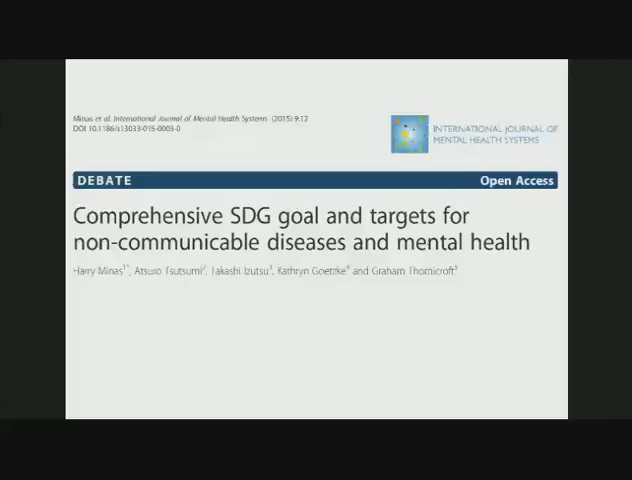 Minas et al. International Journal of Mental Health Systems (2015) 9:12
DOI 10.1186/s13033-015-0003-0
INTERNATIONAL JOURNAL OF
MENTAL HEALTH SYSTEMS
DEBATE
Open Access
Comprehensive SDG goal and targets for
non-communicable diseases and mental health
Harry Minas1*, Atsuro Tsutsumi2, Takashi Izutsu3, Kathryn Goetzke4 and Graham Thornicroft5